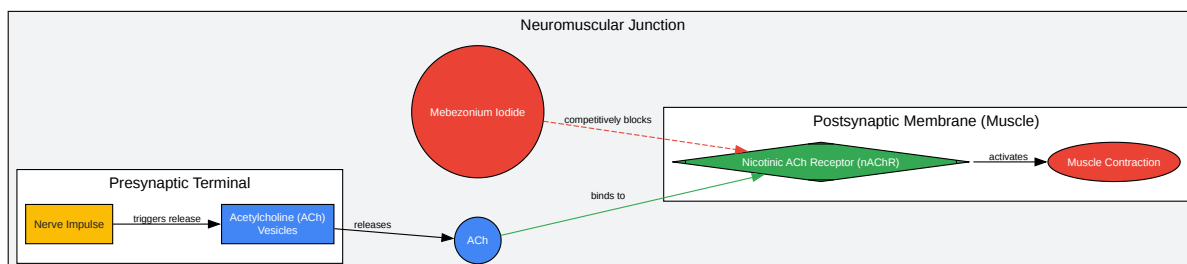 Neuromuscular Junction
Mebezonium Iodide
competitively blocks
Postsynaptic Membrane (Muscle)
Nicotinic ACh Receptor (nAChR)
activates
Muscle Contraction
Presynaptic Terminal
Nerve Impulse
triggers release
Acetylcholine (ACh)
Vesicles
releases
ACh
binds to